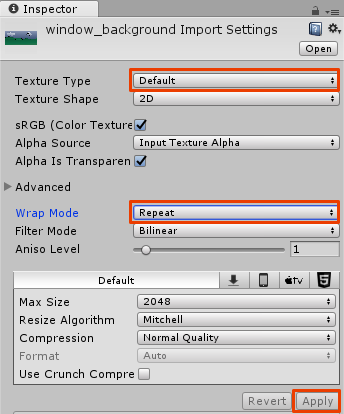 Inspector
window_background Import Settings
Open
Texture Type Default
Texture Shape 2D
sRGB (Color Texture
Alpha Source Input Texture Alpha
Alpha Is Transparen
Advanced
Wrap Mode Repeat
Filter Mode Bilinear
Aniso Level 1
Default tv 5
Max Size 2048
Resize Algorithm Mitchell
Compression Normal Quality
Format Auto
Use Crunch Compre
Revert Apply